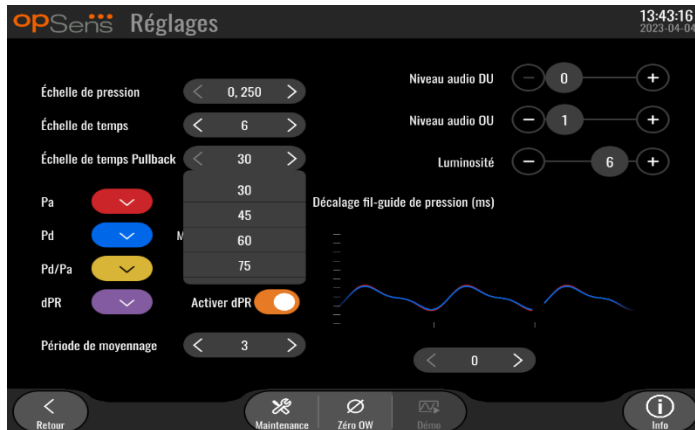 opSens Réglages
13:43:16
2023-04-04
Échelle de pression 0, 250
Échelle de temps 6
Échelle de temps Pullback 30
30
45
60
75
Niveau audio DU 0
Niveau audio OU 1
Luminosité 6
Pa
Pd M
Pd/Pa
dPR Activer dPR
Période de moyennage 3
Décalage fil-guide de pression (ms)
0
Retour
Maintenance
Zéro OW
Démo
Info